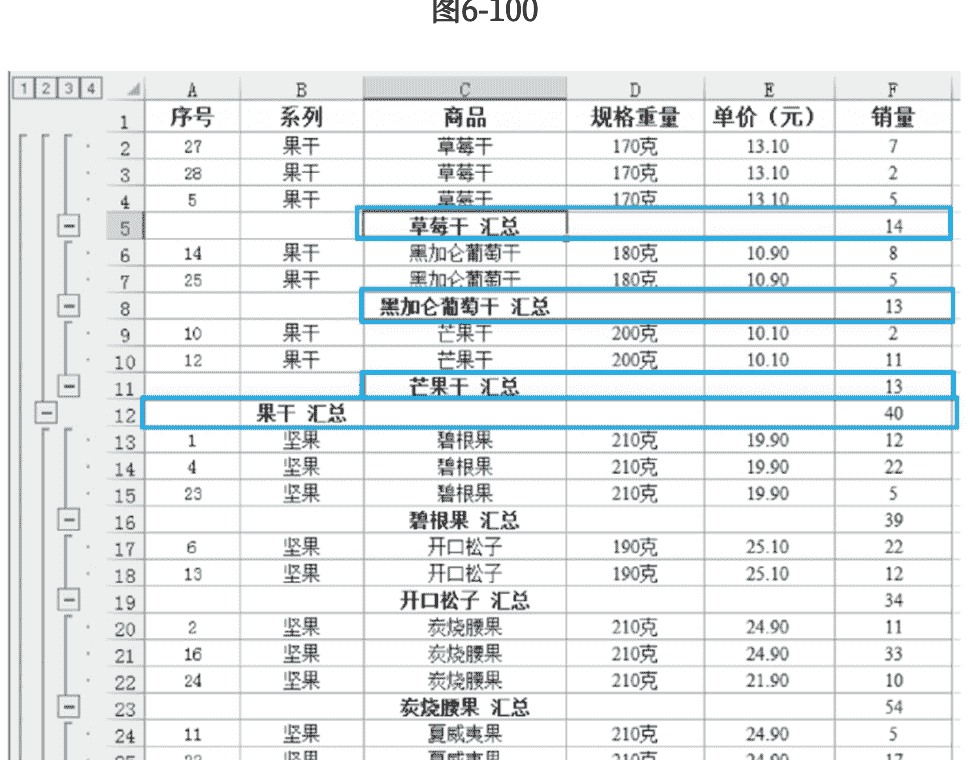 图6-100
1 2 3 4 A B C D E F
1 序号 系列 商品 规格重量 单价（元） 销量
2 27 果干 草莓干 170克 13.10 7
3 28 果干 草莓干 170克 13.10 2
4 5 果干 草莓干 170克 13.10 5
5 草莓干 汇总 14
6 14 果干 黑加仑葡萄干 180克 10.90 8
7 25 果干 黑加仑葡萄干 180克 10.90 5
8 黑加仑葡萄干 汇总 13
9 10 果干 芒果干 200克 10.10 2
10 12 果干 芒果干 200克 10.10 11
11 芒果干 汇总 13
12 果干 汇总 40
13 1 坚果 碧根果 210克 19.90 12
14 4 坚果 碧根果 210克 19.90 22
15 23 坚果 碧根果 210克 19.90 5
16 碧根果 汇总 39
17 6 坚果 开口松子 190克 25.10 22
18 13 坚果 开口松子 190克 25.10 12
19 开口松子 汇总 34
20 2 坚果 炭烧腰果 210克 24.90 11
21 16 坚果 炭烧腰果 210克 24.90 33
22 24 坚果 炭烧腰果 210克 21.90 10
23 炭烧腰果 汇总 54
24 11 坚果 夏威夷果 210克 24.90 5
坚果 夏威夷果 210克 24.90 17